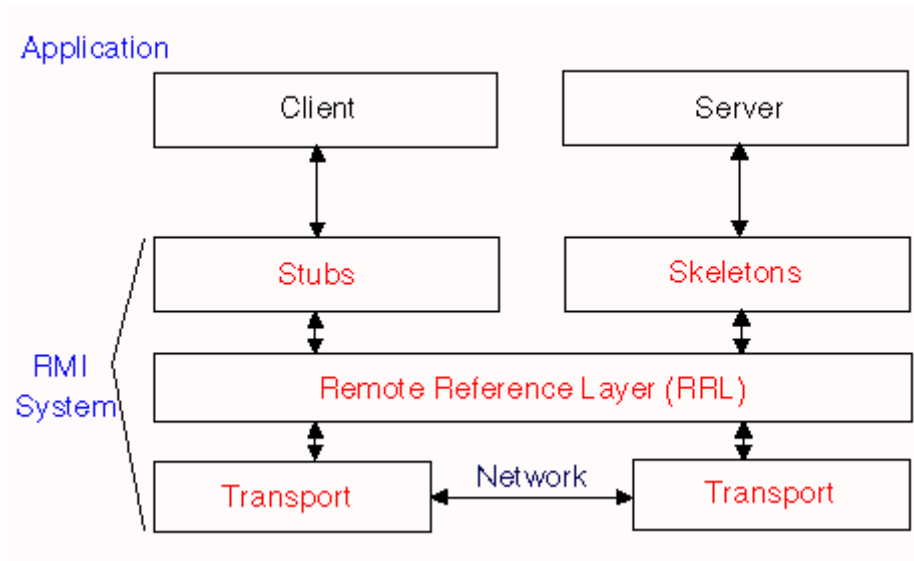 Application
Client
Server
Stubs
Skeletons
RMI
System
Remote Reference Layer (RRL)
Transport
Network
Transport